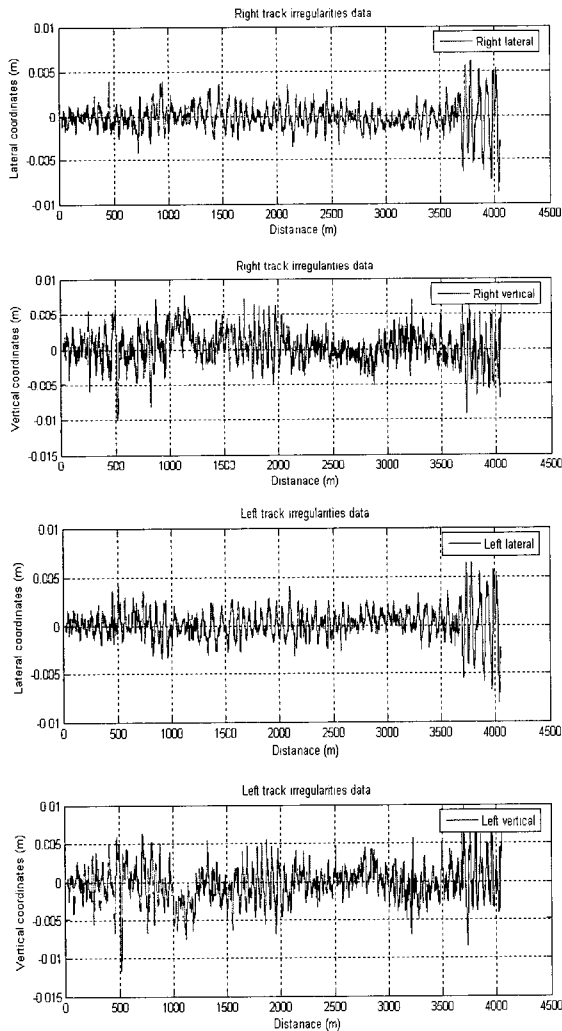 Right track irregularities data
Lateral coordinates (m)
0.01
0.005
0
-0.005
-0.01
Right lateral
0 500 1000 1500 2000 2500 3000 3500 4000 4500
Distanace (m)
Right track irregularities data
Vertical coordinates (m)
0.01
0.005
0
-0.005
-0.01
-0.015
Right vertical
0 500 1000 1500 2000 2500 3000 3500 4000 4500
Distanace (m)
Left track irregularities data
Lateral coordinates (m)
0.01
0.005
0
-0.005
-0.01
Left lateral
0 500 1000 1500 2000 2500 3000 3500 4000 4500
Distanace (m)
Left track irregularities data
Vertical coordinates (m)
0.01
0.005
0
-0.005
-0.01
-0.015
Left vertical
0 500 1000 1500 2000 2500 3000 3500 4000 4500
Distanace (m)